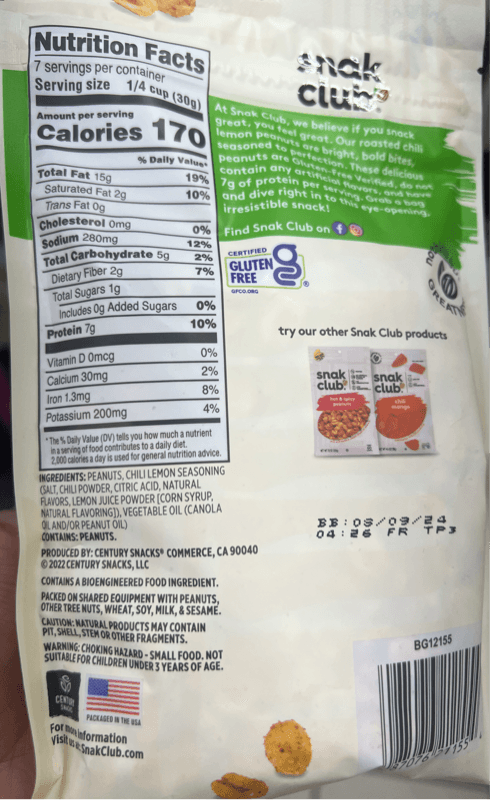 Nutrition Facts
7 servings per container
Serving size 1/4 cup (30g)
Amount per serving
Calories 170
% Daily Value*
Total Fat 15g 19%
Saturated Fat 2g 10%
Trans Fat 0g
Cholesterol 0mg 0%
Sodium 280mg 12%
Total Carbohydrate 5g 2%
Dietary Fiber 2g 7%
Total Sugars 1g
Includes 0g Added Sugars 0%
Protein 7g 10%
Vitamin D 0mcg 0%
Calcium 30mg 2%
Iron 1.3mg 8%
Potassium 200mg 4%
*The % Daily Value (DV) tells you how much a nutrient
in a serving of food contributes to a daily diet.
2,000 calories a day is used for general nutrition advice.
INGREDIENTS: PEANUTS, CHILI LEMON SEASONING
(SALT, CHILI POWDER, CITRIC ACID, NATURAL
FLAVORS, LEMON JUICE POWDER [CORN SYRUP,
NATURAL FLAVORING]), VEGETABLE OIL (CANOLA
OIL AND/OR PEANUT OIL)
CONTAINS: PEANUTS.
PRODUCED BY: CENTURY SNACKS® COMMERCE, CA 90040
© 2022 CENTURY SNACKS, LLC
CONTAINS A BIOENGINEERED FOOD INGREDIENT.
PACKED ON SHARED EQUIPMENT WITH PEANUTS,
OTHER TREE NUTS, WHEAT, SOY, MILK, & SESAME.
CAUTION: NATURAL PRODUCTS MAY CONTAIN
PIT, SHELL, STEM OR OTHER FRAGMENTS.
WARNING: CHOKING HAZARD - SMALL FOOD. NOT
SUITABLE FOR CHILDREN UNDER 3 YEARS OF AGE.
CENTURY
SNACKS
PACKAGED IN THE USA
For more information
Visit us at SnakClub.com
snak
club
At Snak Club, we believe if you snack
great, you feel great. Our roasted chili
lemon peanuts are bright, bold bites,
seasoned to perfection. These delicious
peanuts are Gluten-Free Verified, do not
contain any artificial flavors, and have
7g of protein per serving. Grab a bag
and dive right in to this eye-opening,
irresistible snack!
Find Snak Club on
CERTIFIED
GLUTEN
FREE
GFCO.ORG
try our other Snak Club products
snak
club.
hot & spicy
peanuts
snak
club.
chili
mango
BB:08/09/24
04:26 FR TP3
BG12155